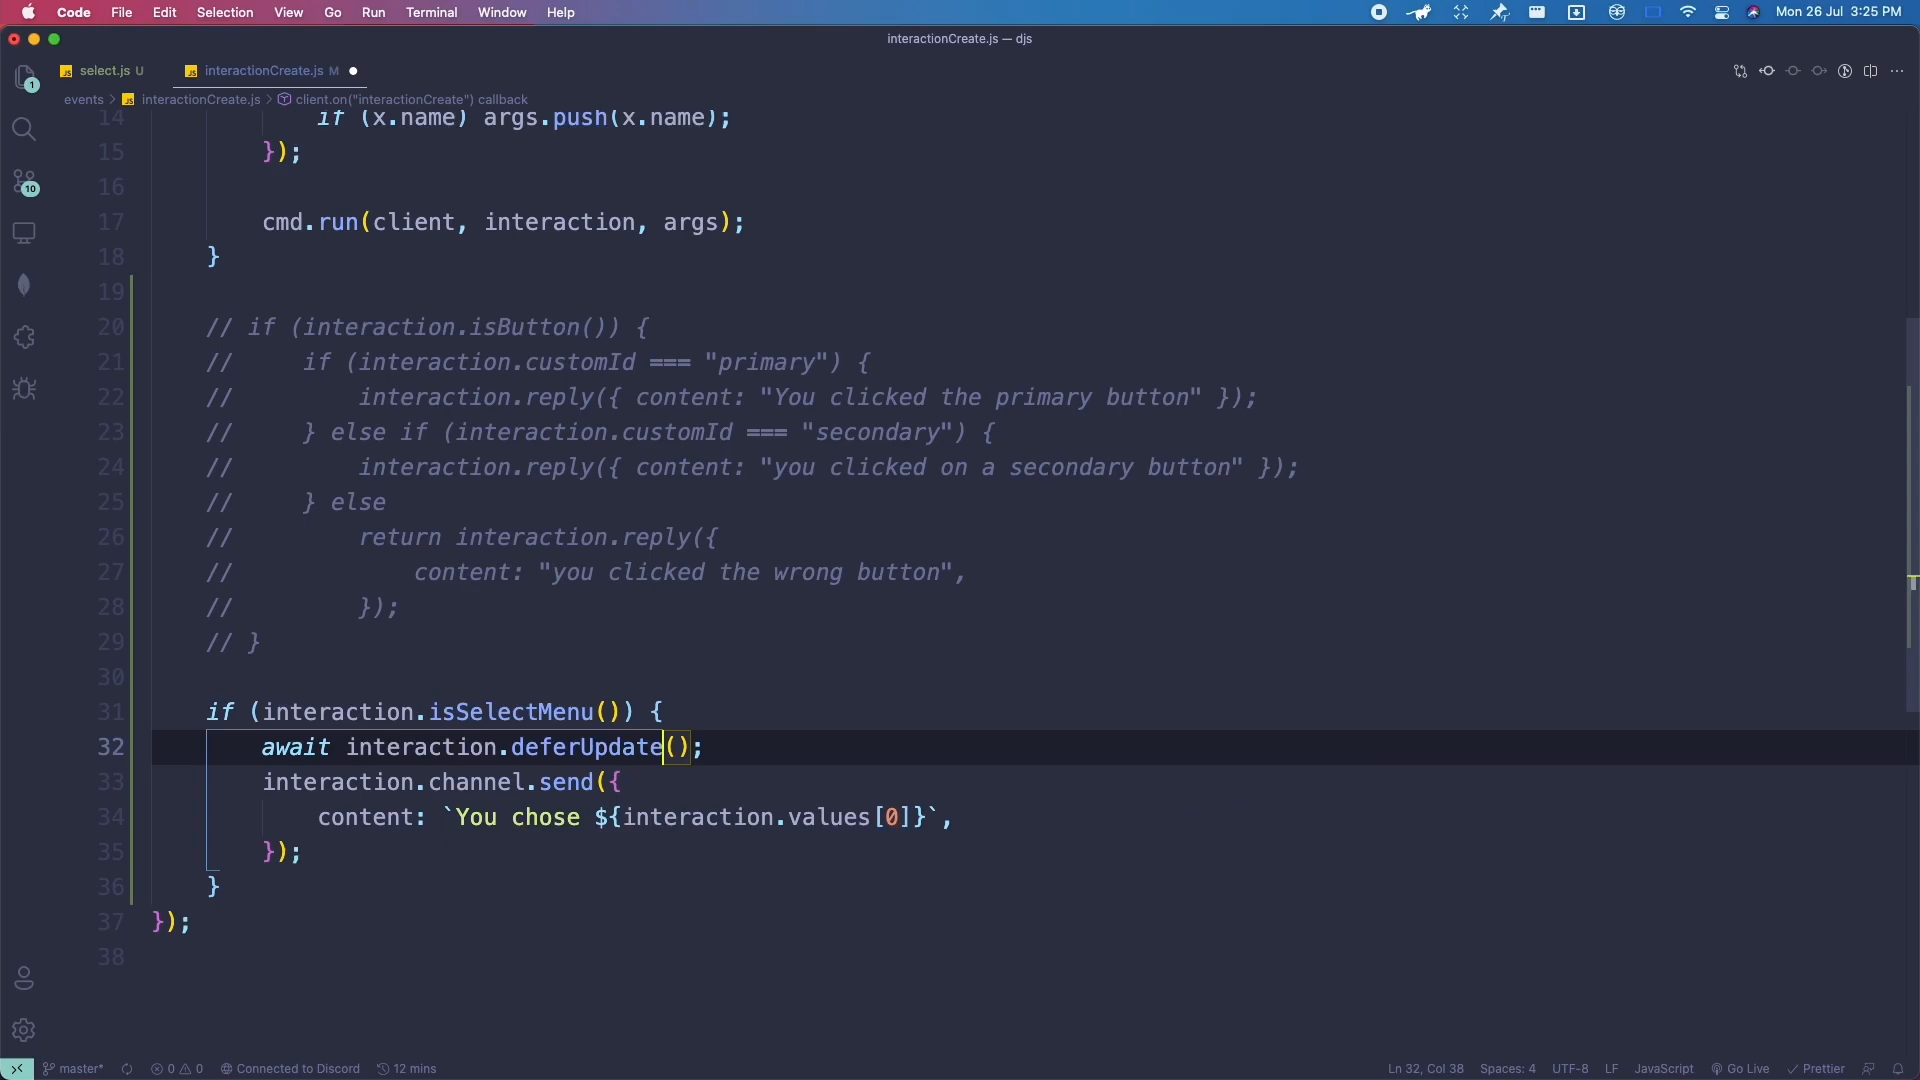 Code File Edit Selection View Go Run Terminal Window Help Mon 26 Jul 3:25 PM
interactionCreate.js — djs
JS select.js U JS interactionCreate.js M
events > JS interactionCreate.js > client.on("interactionCreate") callback
1
10
14 if (x.name) args.push(x.name);
15 });
16
17 cmd.run(client, interaction, args);
18 }
19
20 // if (interaction.isButton()) {
21 // if (interaction.customId === "primary") {
22 // interaction.reply({ content: "You clicked the primary button" });
23 // } else if (interaction.customId === "secondary") {
24 // interaction.reply({ content: "you clicked on a secondary button" });
25 // } else
26 // return interaction.reply({
27 // content: "you clicked the wrong button",
28 // });
29 // }
30
31 if (interaction.isSelectMenu()) {
32 await interaction.deferUpdate();
33 interaction.channel.send({
34 content: `You chose ${interaction.values[0]}`,
35 });
36 }
37 });
38
master* 0 0 Connected to Discord 12 mins Ln 32, Col 38 Spaces: 4 UTF-8 LF JavaScript Go Live Prettier